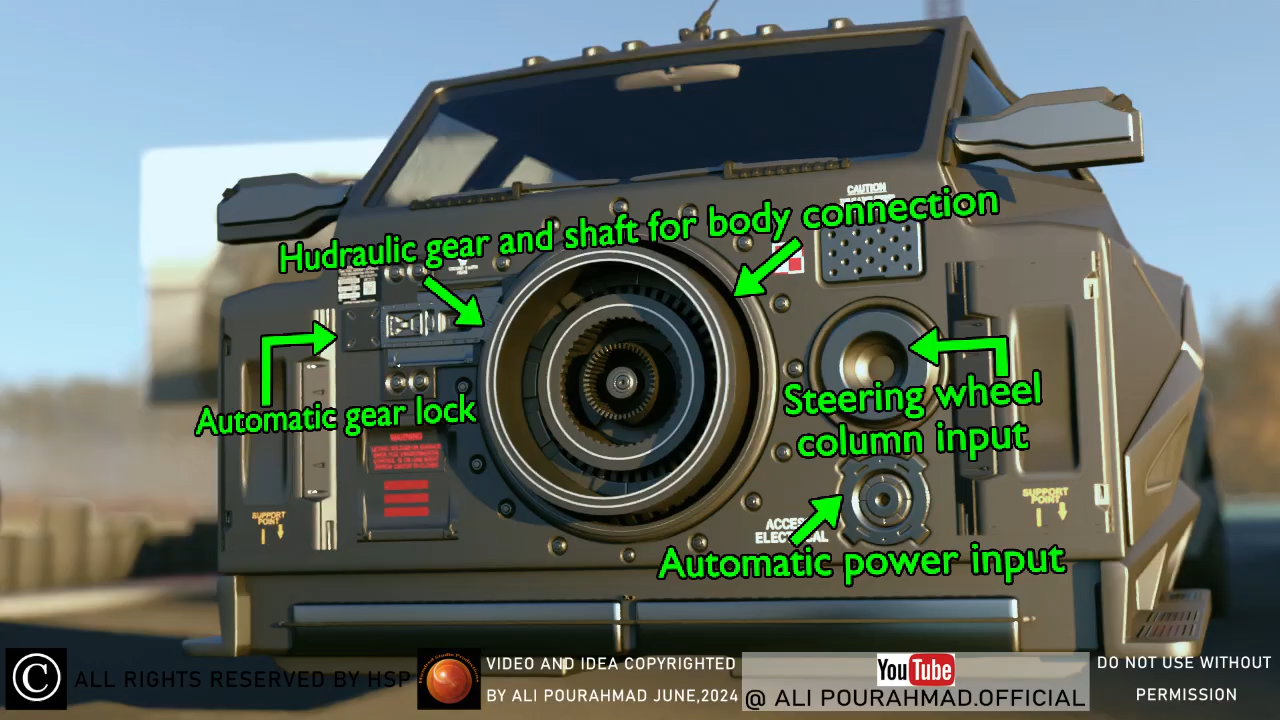 CAUTION
Hudraulic gear and shaft for body connection
Automatic gear lock
Steering wheel
column input
WARNING
SUPPORT
POINT
SUPPORT
POINT
Automatic power input
© ALL RIGHTS RESERVED BY HSP
VIDEO AND IDEA COPYRIGHTED
BY ALI POURAHMAD JUNE,2024
YouTube
@ ALI POURAHMAD.OFFICIAL
DO NOT USE WITHOUT
PERMISSION